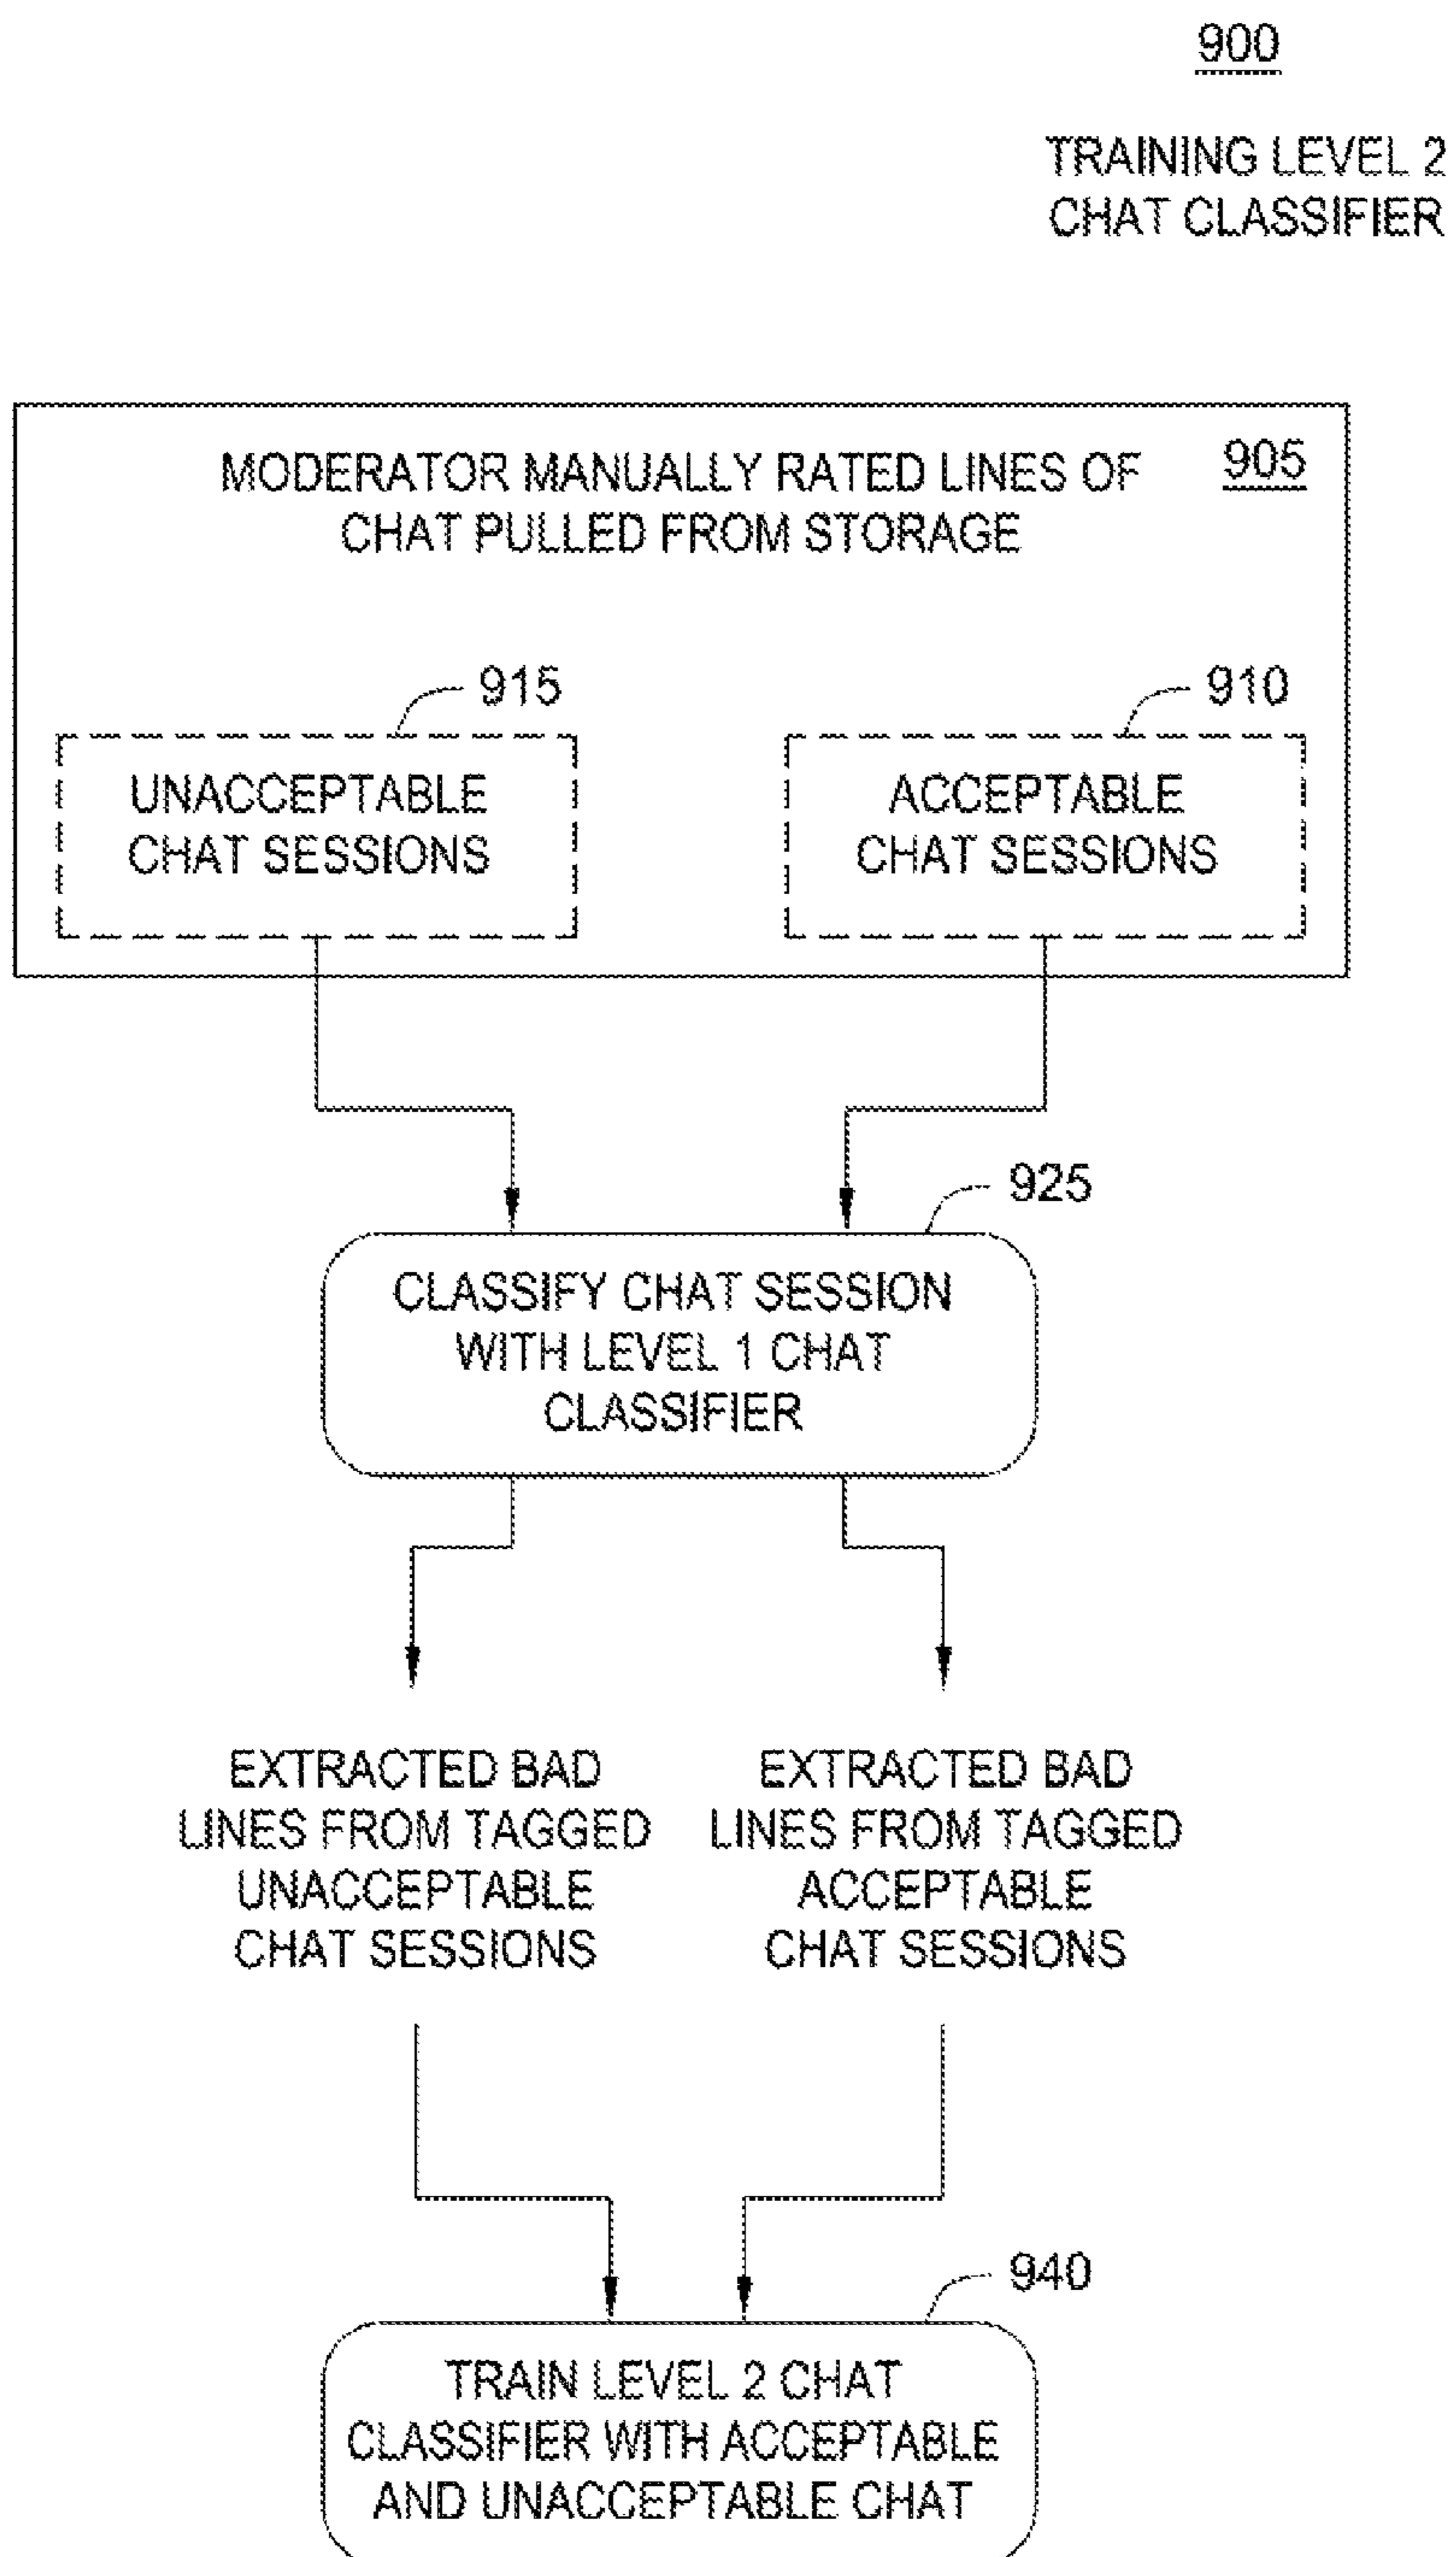 900
TRAINING LEVEL 2
CHAT CLASSIFIER
MODERATOR MANUALLY RATED LINES OF
CHAT PULLED FROM STORAGE
905
915
UNACCEPTABLE
CHAT SESSIONS
910
ACCEPTABLE
CHAT SESSIONS
925
CLASSIFY CHAT SESSION
WITH LEVEL 1 CHAT
CLASSIFIER
EXTRACTED BAD
LINES FROM TAGGED
UNACCEPTABLE
CHAT SESSIONS
EXTRACTED BAD
LINES FROM TAGGED
ACCEPTABLE
CHAT SESSIONS
940
TRAIN LEVEL 2 CHAT
CLASSIFIER WITH ACCEPTABLE
AND UNACCEPTABLE CHAT